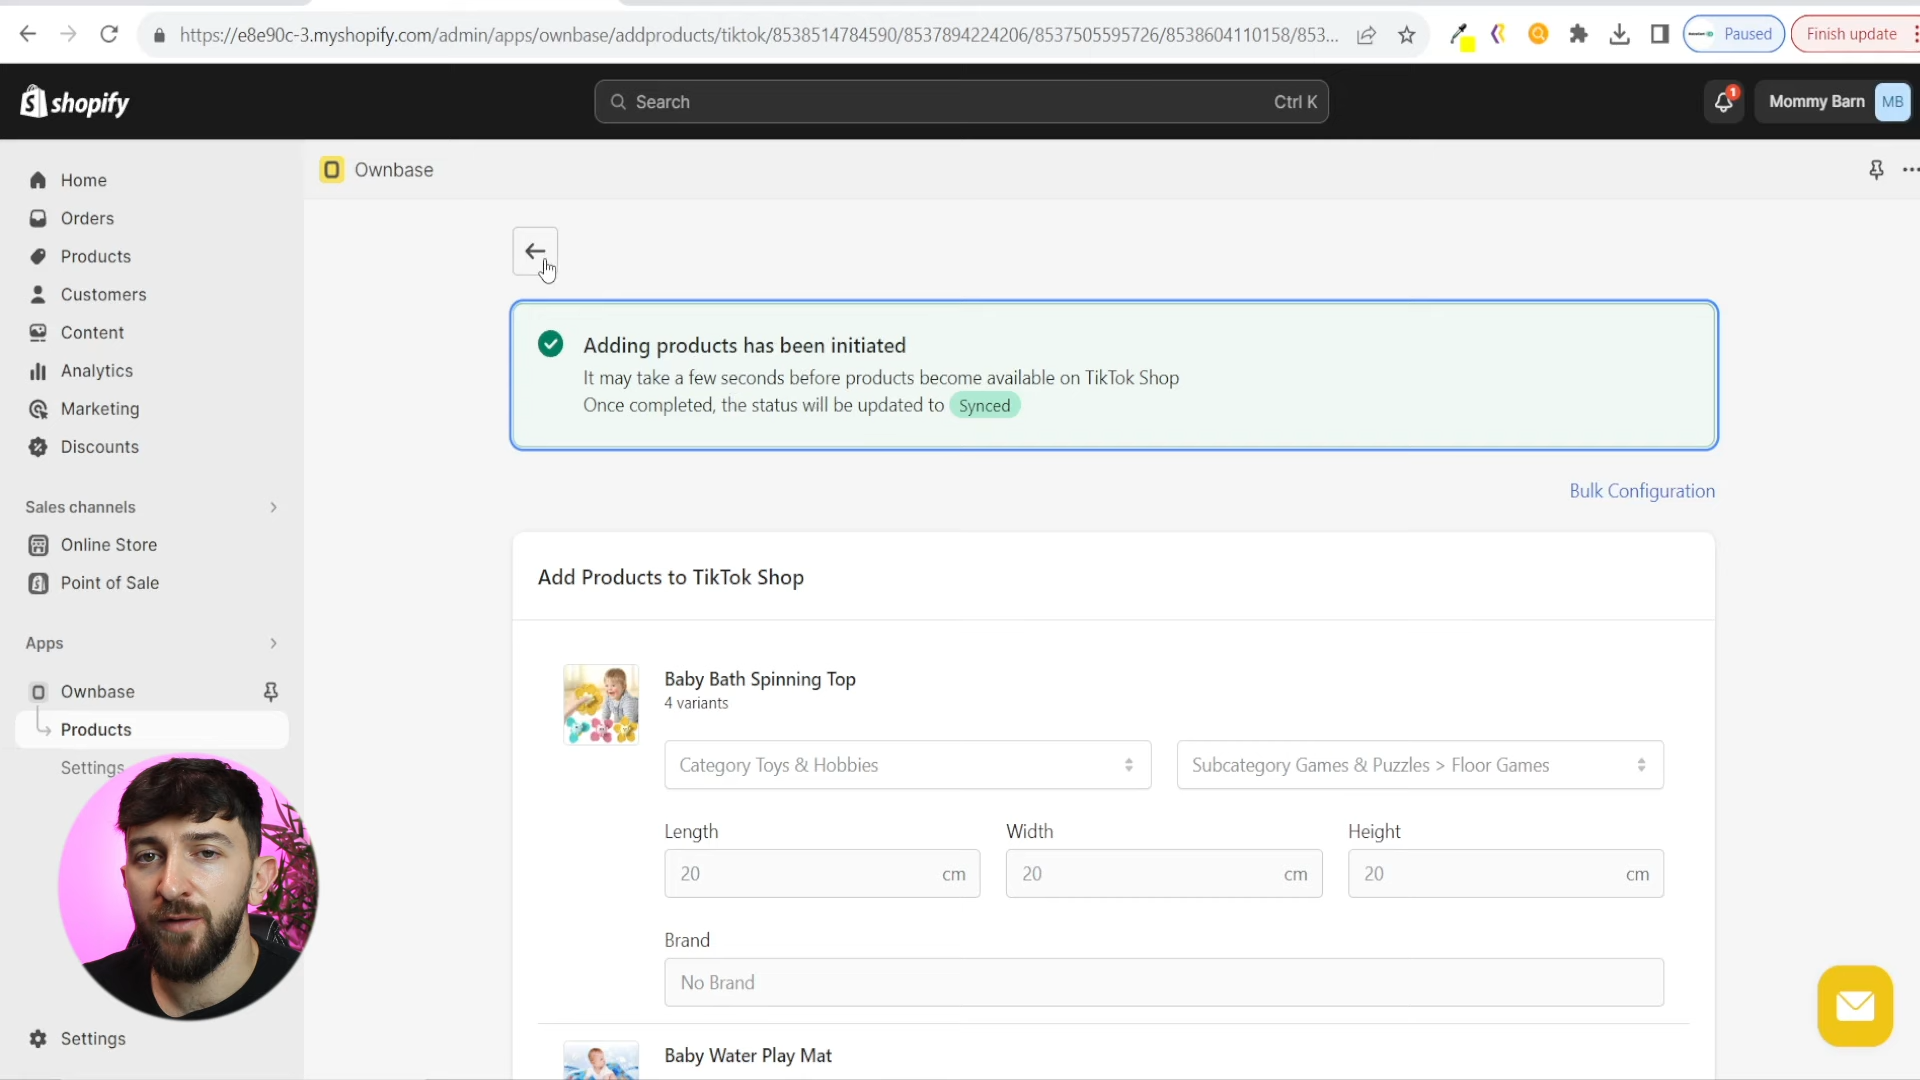 https://e8e90c-3.myshopify.com/admin/apps/ownbase/addproducts/tiktok/8538514784590/8537894224206/8537505595726/8538604110158/853...
Paused
Finish update
shopify
Search
Ctrl K
1
Mommy Barn
MB
Home
Orders
Products
Customers
Content
Analytics
Marketing
Discounts
Sales channels
Online Store
Point of Sale
Apps
Ownbase
Products
Settings
Settings
Ownbase
Adding products has been initiated
It may take a few seconds before products become available on TikTok Shop
Once completed, the status will be updated to Synced
Bulk Configuration
Add Products to TikTok Shop
Baby Bath Spinning Top
4 variants
Category Toys & Hobbies
Subcategory Games & Puzzles > Floor Games
Length
Width
Height
20 cm
20 cm
20 cm
Brand
No Brand
Baby Water Play Mat